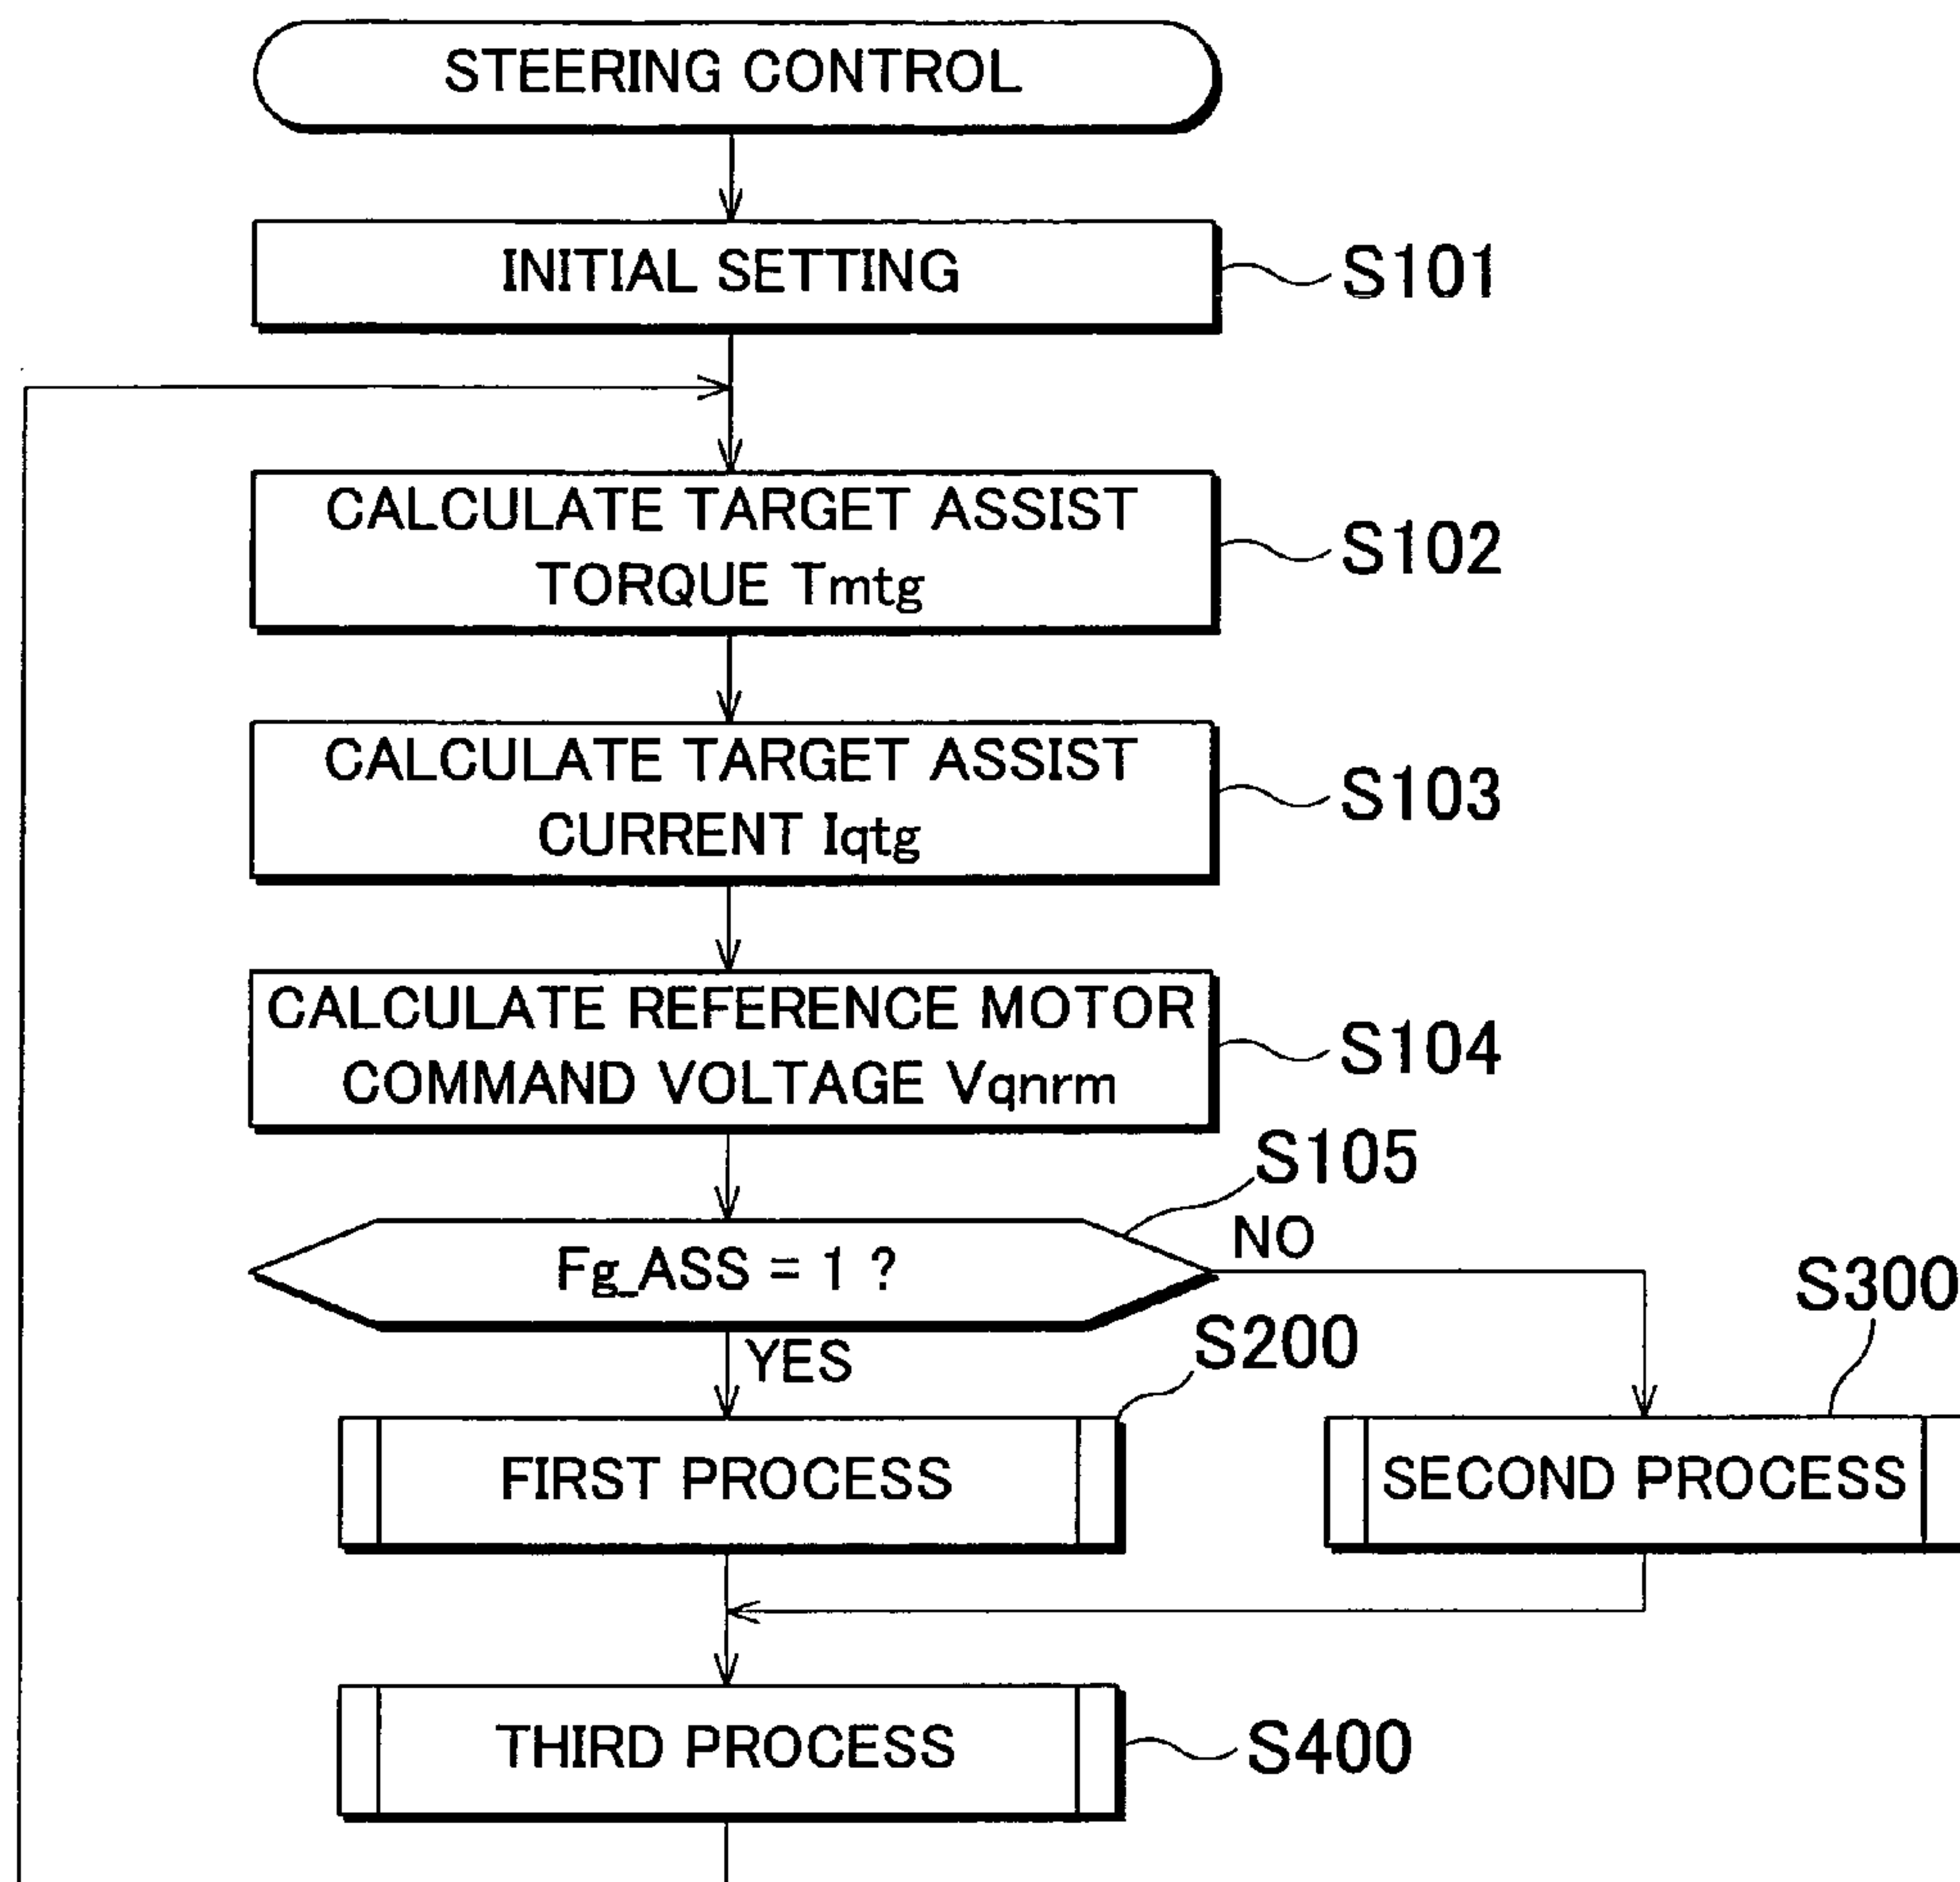 STEERING CONTROL
INITIAL SETTING
S101
CALCULATE TARGET ASSIST
TORQUE Tmtg
S102
CALCULATE TARGET ASSIST
CURRENT Iqtg
S103
CALCULATE REFERENCE MOTOR
COMMAND VOLTAGE Vqnrm
S104
S105
Fg_ASS = 1 ?
NO
YES
S200
S300
FIRST PROCESS
SECOND PROCESS
THIRD PROCESS
S400